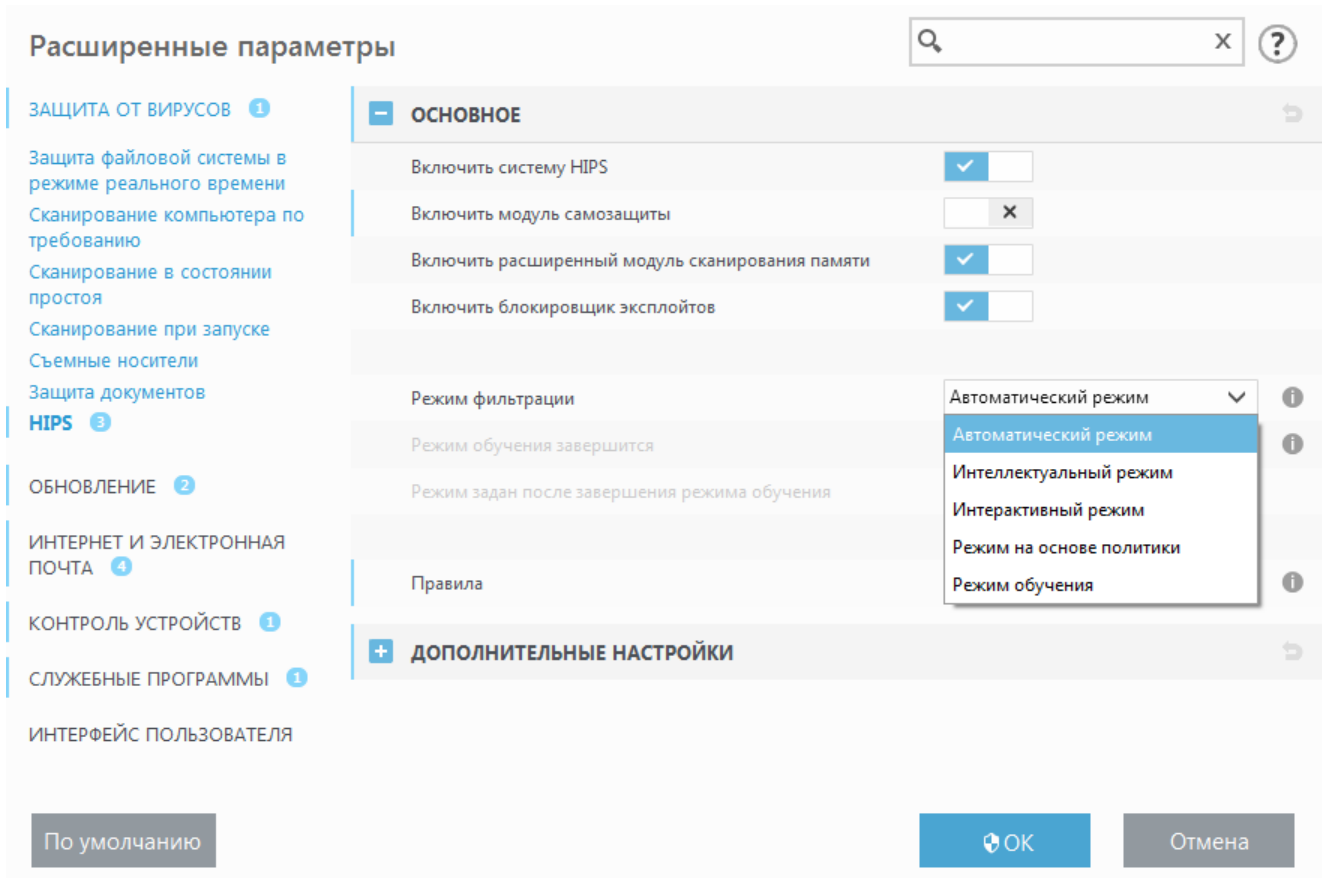 Расширенные параметры
x
?
ЗАЩИТА ОТ ВИРУСОВ 1
Защита файловой системы в
режиме реального времени
Сканирование компьютера по
требованию
Сканирование в состоянии
простоя
Сканирование при запуске
Съемные носители
Защита документов
HIPS 3
ОБНОВЛЕНИЕ 2
ИНТЕРНЕТ И ЭЛЕКТРОННАЯ
ПОЧТА 4
КОНТРОЛЬ УСТРОЙСТВ 1
СЛУЖЕБНЫЕ ПРОГРАММЫ 1
ИНТЕРФЕЙС ПОЛЬЗОВАТЕЛЯ
ОСНОВНОЕ
Включить систему HIPS
Включить модуль самозащиты
Включить расширенный модуль сканирования памяти
Включить блокировщик эксплойтов
Режим фильтрации
Автоматический режим
Режим обучения завершится
Режим задан после завершения режима обучения
Автоматический режим
Интеллектуальный режим
Интерактивный режим
Режим на основе политики
Режим обучения
Правила
ДОПОЛНИТЕЛЬНЫЕ НАСТРОЙКИ
По умолчанию
OK
Отмена